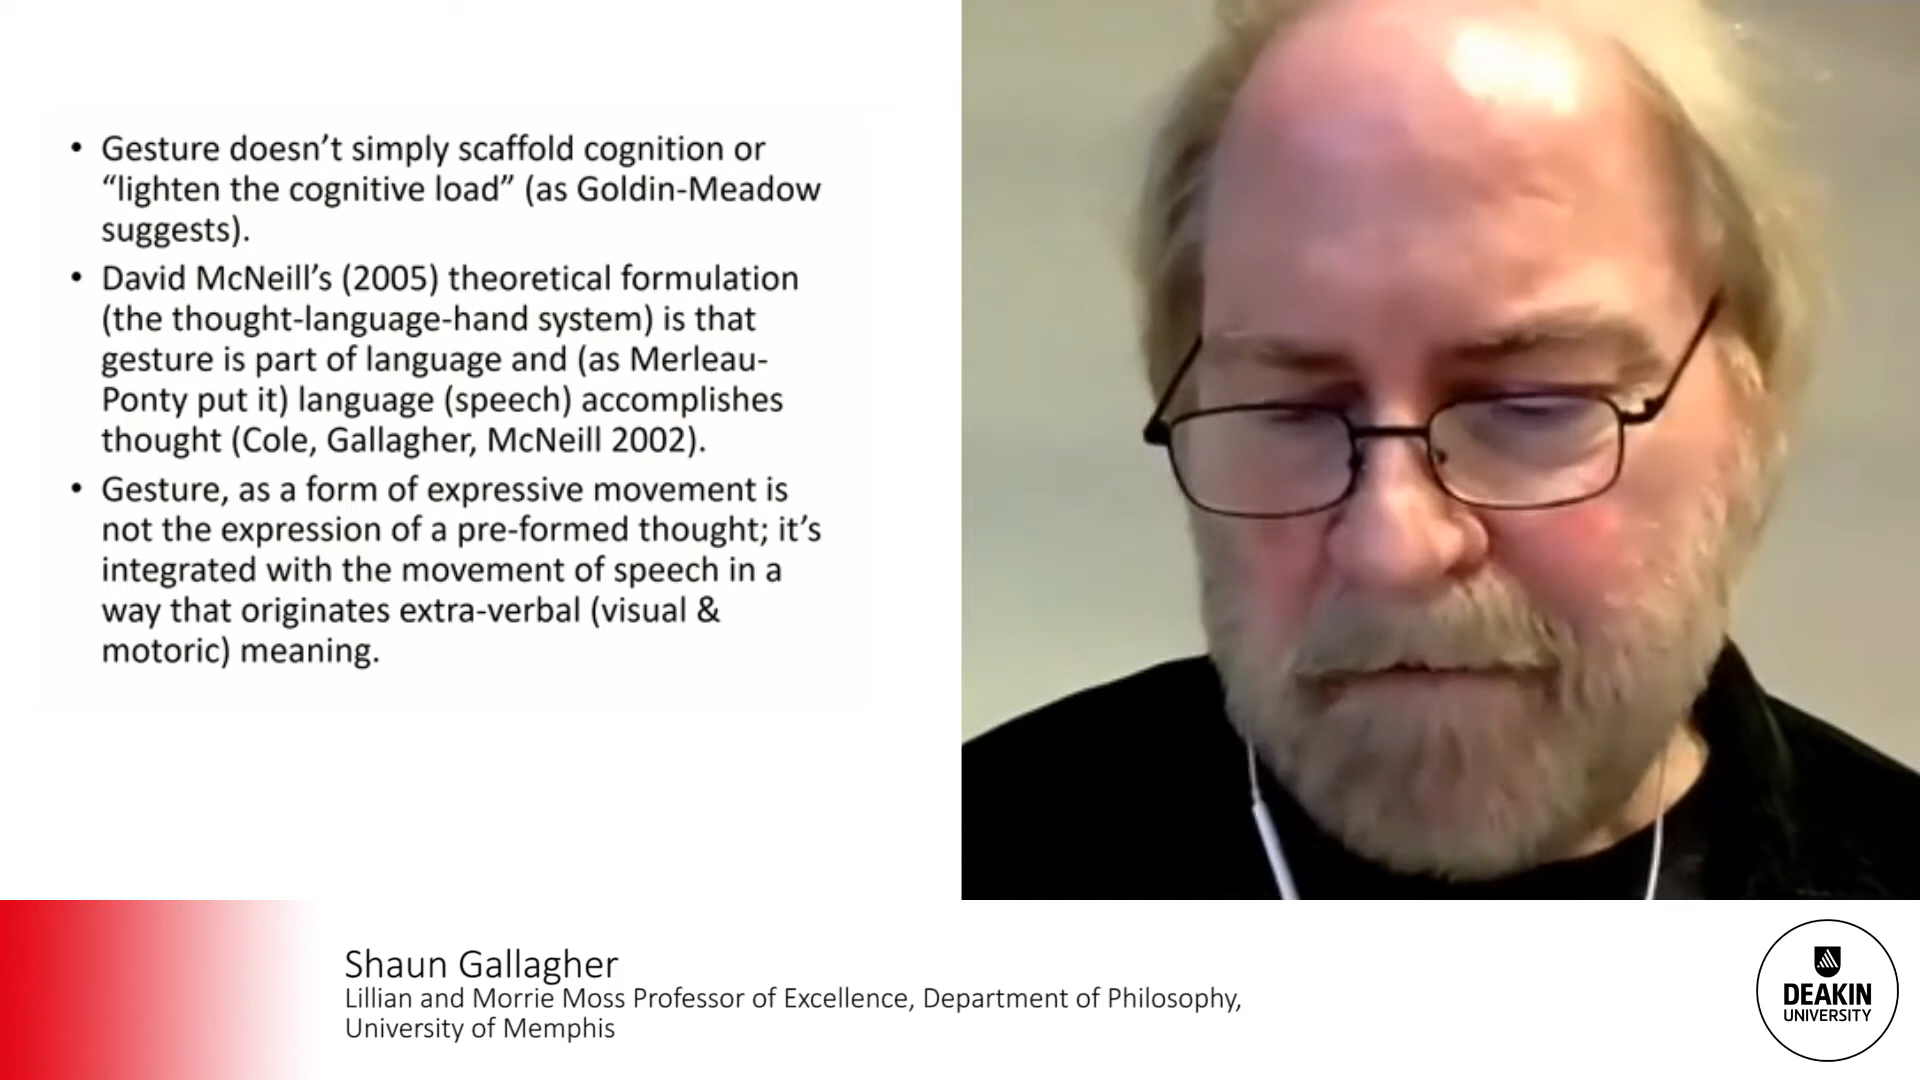 • Gesture doesn’t simply scaffold cognition or
“lighten the cognitive load” (as Goldin-Meadow
suggests).
• David McNeill’s (2005) theoretical formulation
(the thought-language-hand system) is that
gesture is part of language and (as Merleau-
Ponty put it) language (speech) accomplishes
thought (Cole, Gallagher, McNeill 2002).
• Gesture, as a form of expressive movement is
not the expression of a pre-formed thought; it’s
integrated with the movement of speech in a
way that originates extra-verbal (visual &
motoric) meaning.
Shaun Gallagher
Lillian and Morrie Moss Professor of Excellence, Department of Philosophy,
University of Memphis
DEAKIN
UNIVERSITY